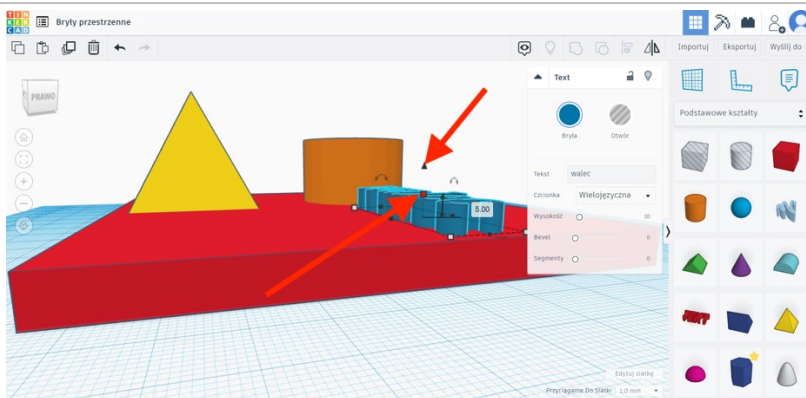 TIN
KER
CAD
Bryły przestrzenne
Importuj Eksportuj Wyślij do
PRAWO
Text
Bryła Otwór
Tekst walec
Czcionka Wielojęzyczna
Wysokość 10
Bevel 0
Segmenty 0
5.00
Podstawowe kształty
TEXT
Edytuj siatkę
Przyciąganie Do Siatki 1,0 mm